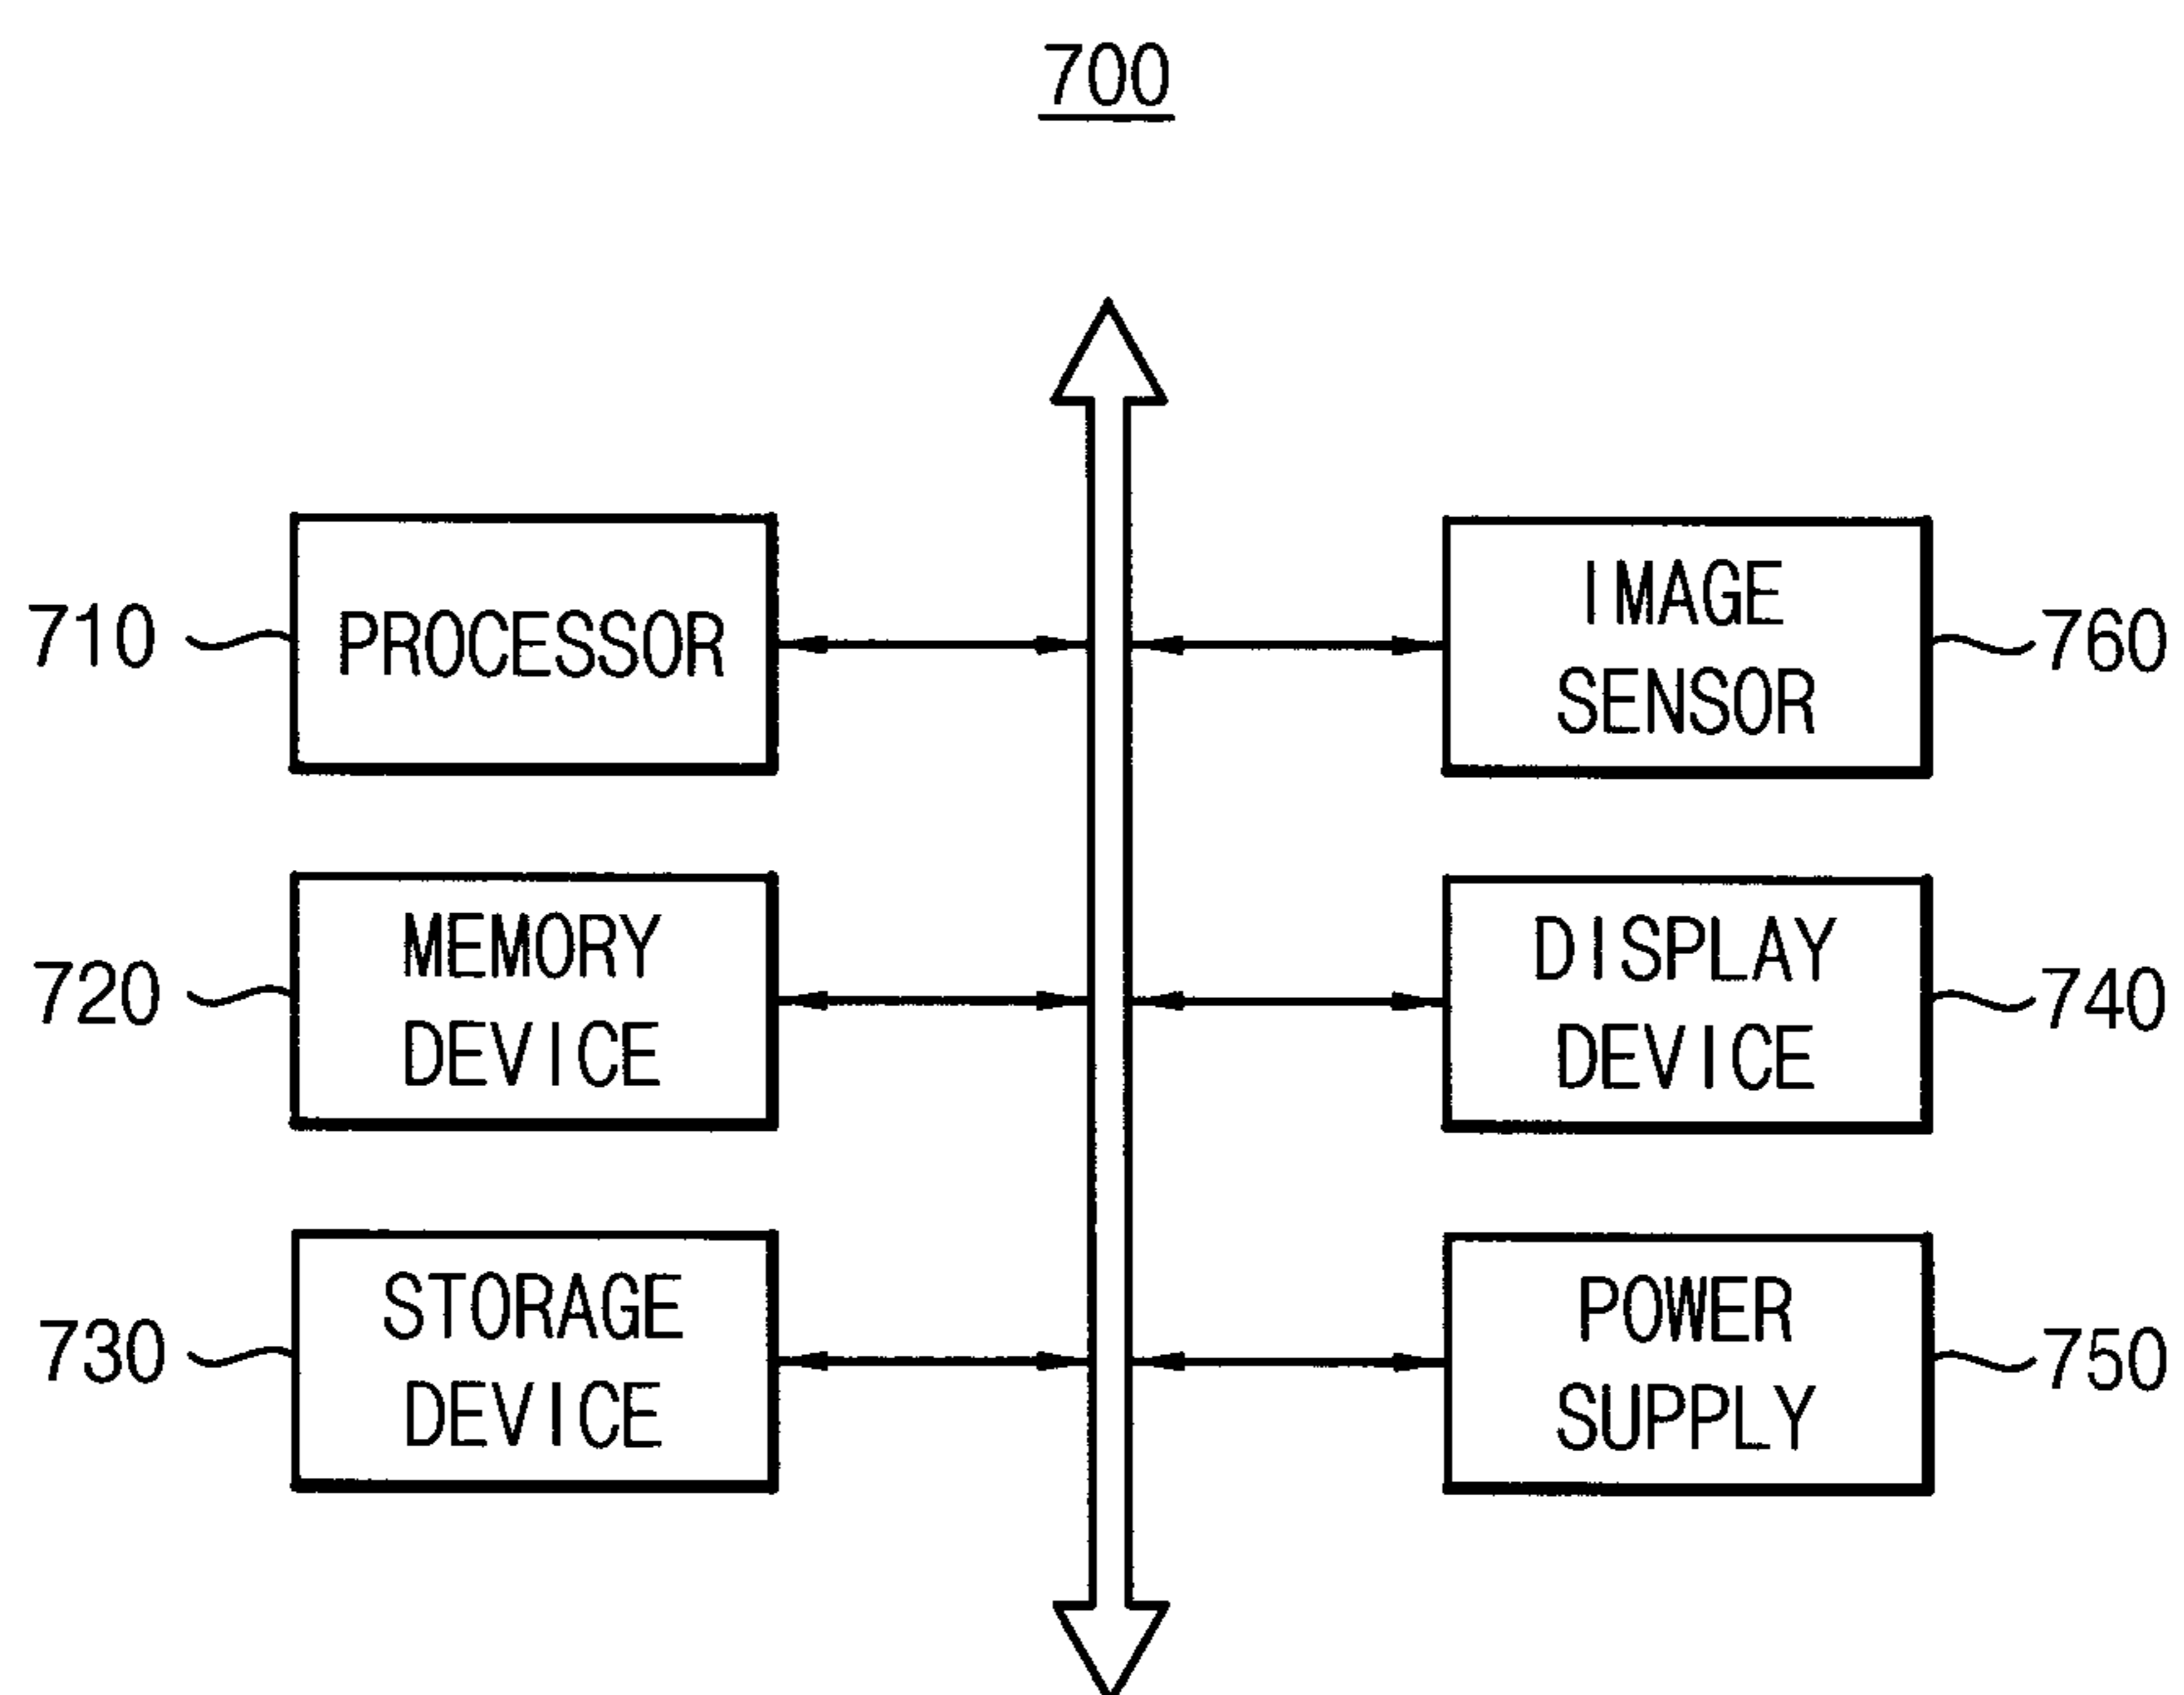 700
710
PROCESSOR
IMAGE
SENSOR
760
720
MEMORY
DEVICE
DISPLAY
DEVICE
740
730
STORAGE
DEVICE
POWER
SUPPLY
750